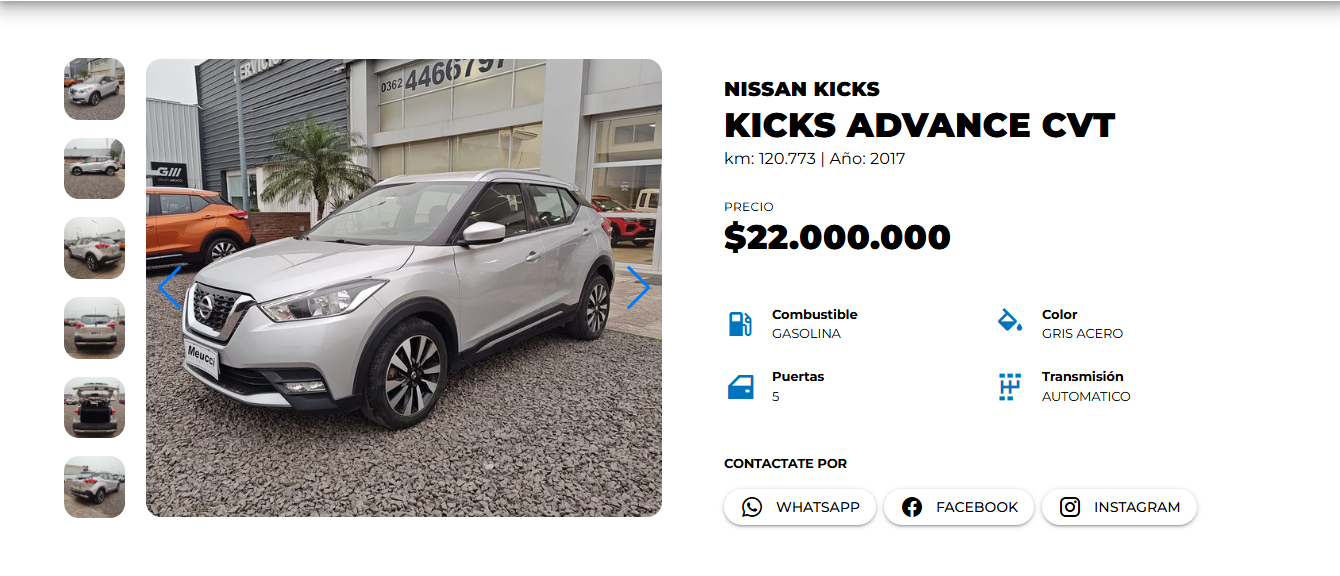 SERVICIO
0362 4466797
GIII
Meucci
NISSAN KICKS
KICKS ADVANCE CVT
km: 120.773 | Año: 2017
PRECIO
$22.000.000
Combustible
GASOLINA
Color
GRIS ACERO
Puertas
5
Transmisión
AUTOMATICO
CONTACTATE POR
WHATSAPP
FACEBOOK
INSTAGRAM